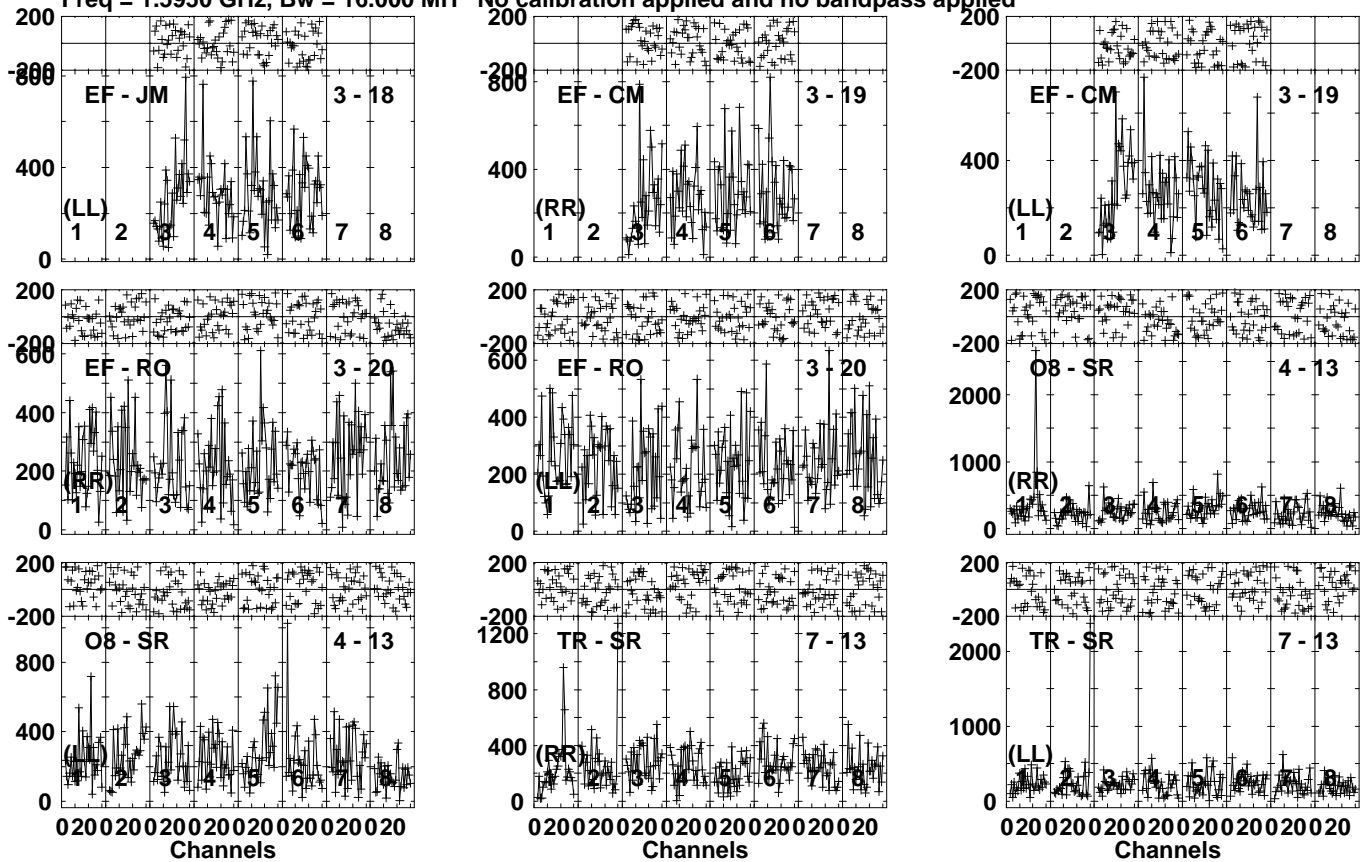 Freq = 1.5950 GHz, Bw = 16.000 MH No calibration applied and no bandpass applied
200 200 200
-200 -200 -200
800 800
EF - JM 3 - 18 EF - CM 3 - 19 EF - CM 3 - 19
400 400 400
(LL) (RR) (LL)
1 2 3 4 5 6 7 8 1 2 3 4 5 6 7 8 1 2 3 4 5 6 7 8
0 0 0
200 200 200
-200 -200 -200
600 600
EF - RO 3 - 20 EF - RO 3 - 20 O8 - SR 4 - 13
400 400 2000
200 200 1000
(RR) (LL) (RR)
1 2 3 4 5 6 7 8 1 2 3 4 5 6 7 8 1 2 3 4 5 6 7 8
0 0 0
200 200 200
-200 -200 -200
O8 - SR 4 - 13 TR - SR 7 - 13 TR - SR 7 - 13
800 1200 2000
400 800 1000
400
(LL) (RR) (LL)
1 2 3 4 5 6 7 8 1 2 3 4 5 6 7 8 1 2 3 4 5 6 7 8
0 0 0
0 20 0 20 0 20 0 20 0 20 0 20 0 20 0 20 0 20 0 20 0 20 0 20 0 20 0 20 0 20 0 20 0 20 0 20 0 20 0 20 0 20 0 20 0 20 0 20
Channels Channels Channels